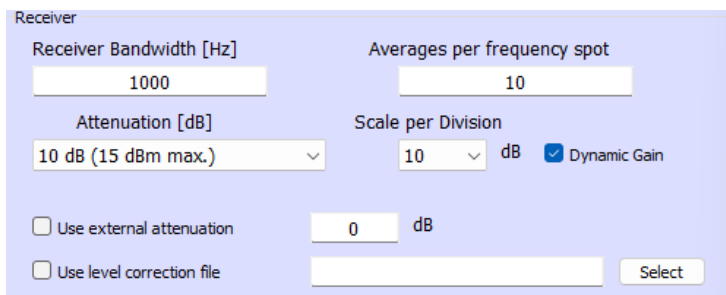 Receiver
Receiver Bandwidth [Hz] Averages per frequency spot
1000 10
Attenuation [dB] Scale per Division
10 dB (15 dBm max.) 10 dB Dynamic Gain
Use external attenuation 0 dB
Use level correction file Select